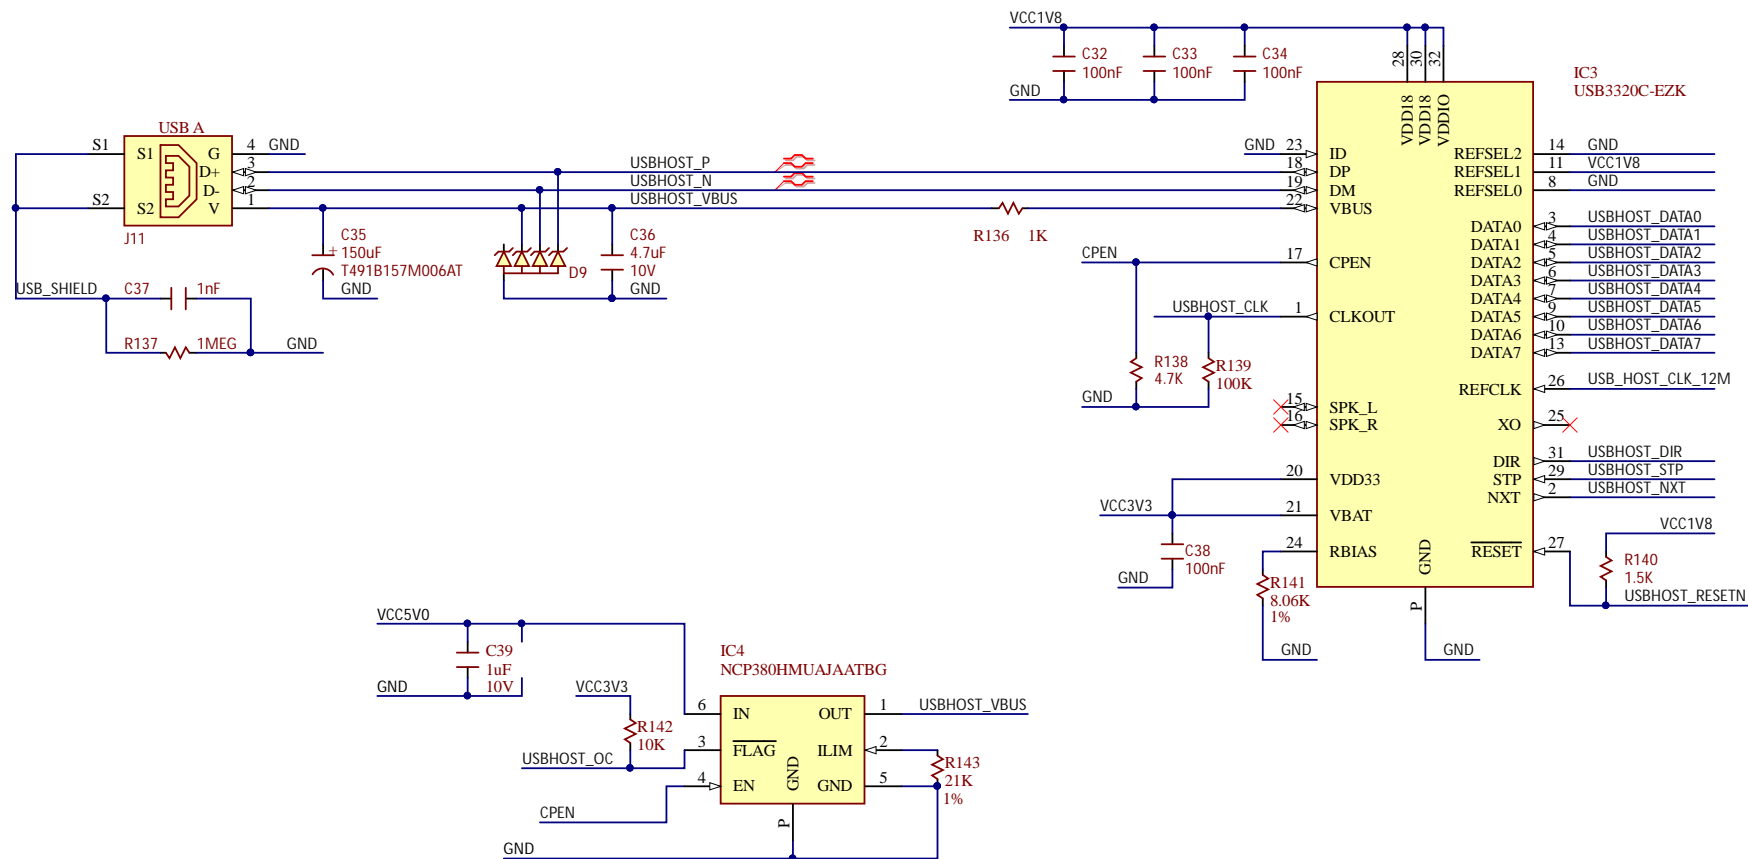 VCC1V8
C32
100nF
C33
100nF
C34
100nF
GND
28
30
32
IC3
USB3320C-EZK
VDD18
VDD18
VDDIO
USB A
S1
S1
G
4
GND
D+
3
D-
2
S2
S2
V
1
J11
USBHOST_P
USBHOST_N
USBHOST_VBUS
R136
1K
GND
23
ID
18
DP
19
DM
22
VBUS
REFSEL2
14
GND
REFSEL1
11
VCC1V8
REFSEL0
8
GND
DATA0
3
USBHOST_DATA0
DATA1
4
USBHOST_DATA1
DATA2
5
USBHOST_DATA2
DATA3
6
USBHOST_DATA3
DATA4
7
USBHOST_DATA4
DATA5
9
USBHOST_DATA5
DATA6
10
USBHOST_DATA6
DATA7
13
USBHOST_DATA7
C35
+
150uF
T491B157M006AT
GND
D9
C36
4.7uF
10V
GND
CPEN
17
CPEN
USBHOST_CLK
1
CLKOUT
USB_SHIELD
C37
1nF
R137
1MEG
GND
R138
4.7K
R139
100K
GND
15
SPK_L
16
SPK_R
REFCLK
26
USB_HOST_CLK_12M
XO
25
DIR
31
USBHOST_DIR
STP
29
USBHOST_STP
NXT
2
USBHOST_NXT
20
VDD33
VCC3V3
21
VBAT
24
RBIAS
C38
100nF
GND
R141
8.06K
1%
GND
GND
P
GND
RESET
27
VCC1V8
R140
1.5K
USBHOST_RESETN
VCC5V0
C39
1uF
10V
GND
VCC3V3
R142
10K
USBHOST_OC
CPEN
IC4
NCP380HMUAJAATBG
6
IN
OUT
1
USBHOST_VBUS
3
FLAG
ILIM
2
4
EN
GND
GND
5
R143
21K
1%
P
GND